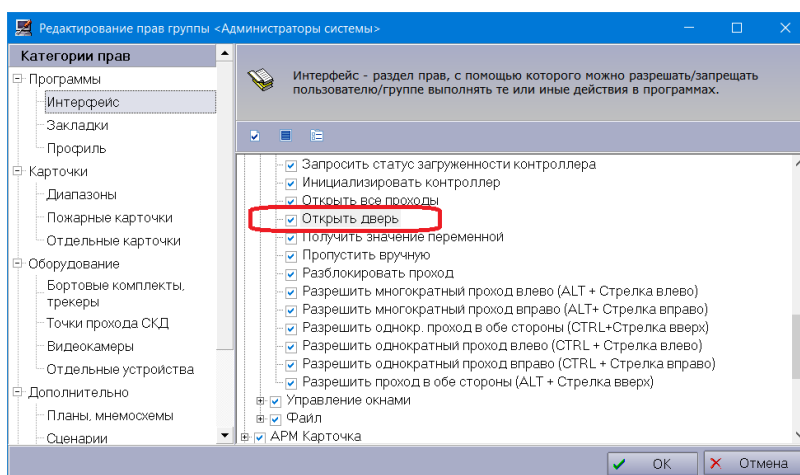 Редактирование прав группы <Администраторы системы>
Категории прав
Программы
Интерфейс
Закладки
Профиль
Карточки
Диапазоны
Пожарные карточки
Отдельные карточки
Оборудование
Бортовые комплекты,
трекеры
Точки прохода СКД
Видеокамеры
Отдельные устройства
Дополнительно
Планы, мнемосхемы
Сценарии
Интерфейс - раздел прав, с помощью которого можно разрешать/запрещать
пользователю/группе выполнять те или иные действия в программах.
Запросить статус загруженности контроллера
Инициализировать контроллер
Открыть все проходы
Открыть дверь
Получить значение переменной
Пропустить вручную
Разблокировать проход
Разрешить многократный проход влево (ALT + Стрелка влево)
Разрешить многократный проход вправо (ALT+ Стрелка вправо)
Разрешить однокр. проход в обе стороны (CTRL+Стрелка вверх)
Разрешить однократный проход влево (CTRL + Стрелка влево)
Разрешить однократный проход вправо (CTRL + Стрелка вправо)
Разрешить проход в обе стороны (ALT + Стрелка вверх)
Управление окнами
Файл
АРМ Карточка
OK
Отмена